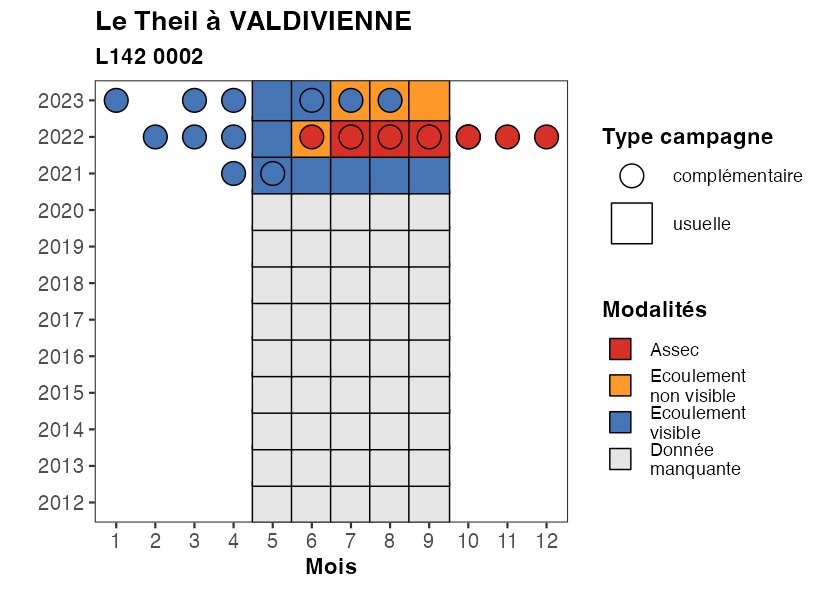 Le Theil à VALDIVIENNE
L142 0002
2023
2022
2021
2020
2019
2018
2017
2016
2015
2014
2013
2012
1 2 3 4 5 6 7 8 9 10 11 12
Mois
Type campagne
complémentaire
usuelle
Modalités
Assec
Ecoulement
non visible
Ecoulement
visible
Donnée
manquante